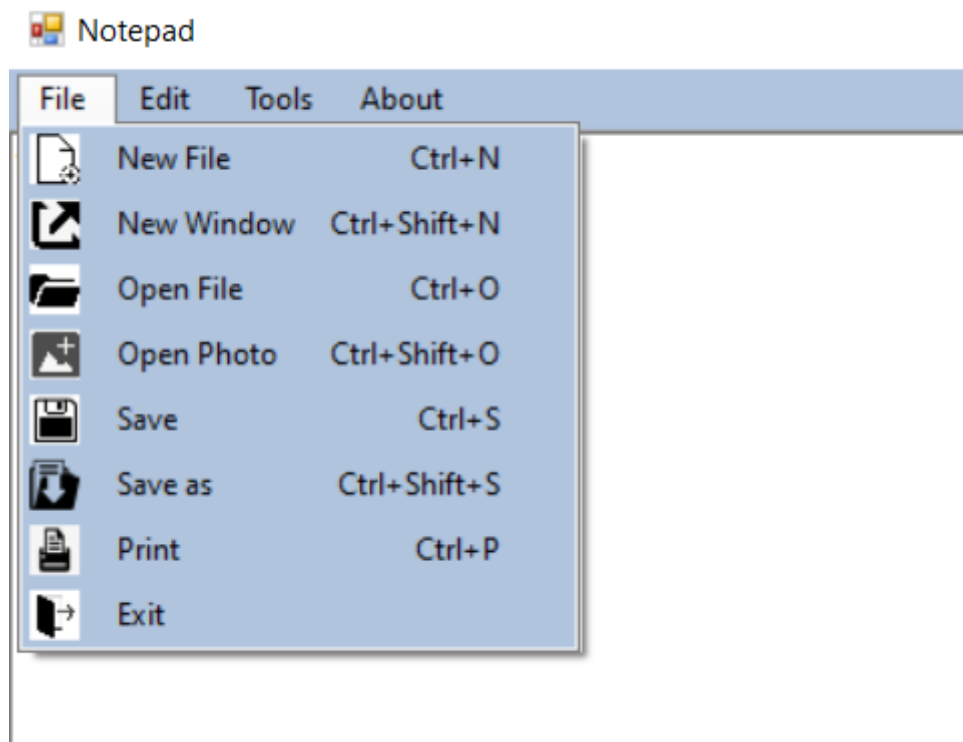 Notepad
File Edit Tools About
New File Ctrl+N
New Window Ctrl+Shift+N
Open File Ctrl+O
Open Photo Ctrl+Shift+O
Save Ctrl+S
Save as Ctrl+Shift+S
Print Ctrl+P
Exit